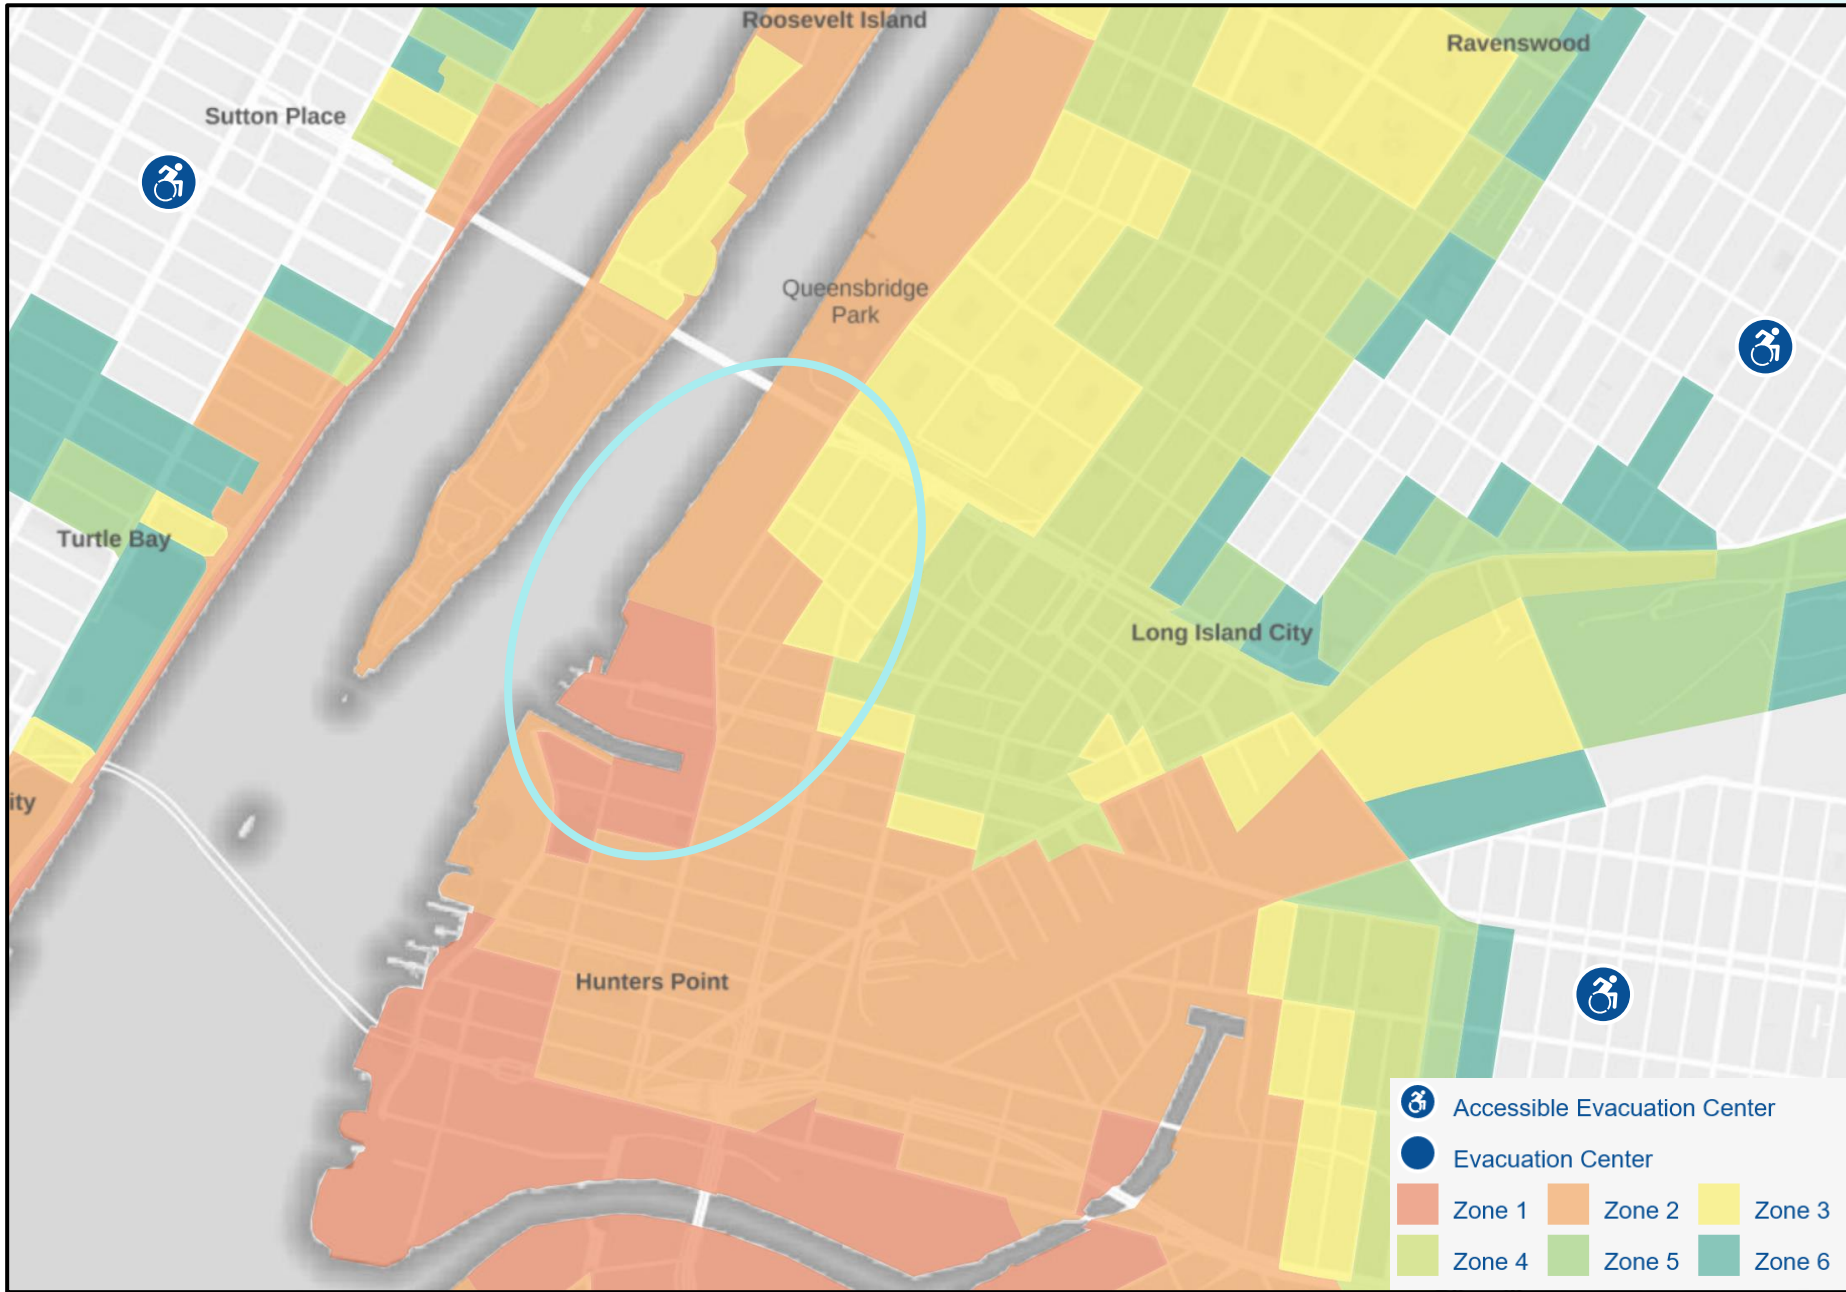 Roosevelt Island
Ravenswood
Sutton Place
Queensbridge
Park
Turtle Bay
Long Island City
ity
Hunters Point
Accessible Evacuation Center
Evacuation Center
Zone 1 Zone 2 Zone 3
Zone 4 Zone 5 Zone 6